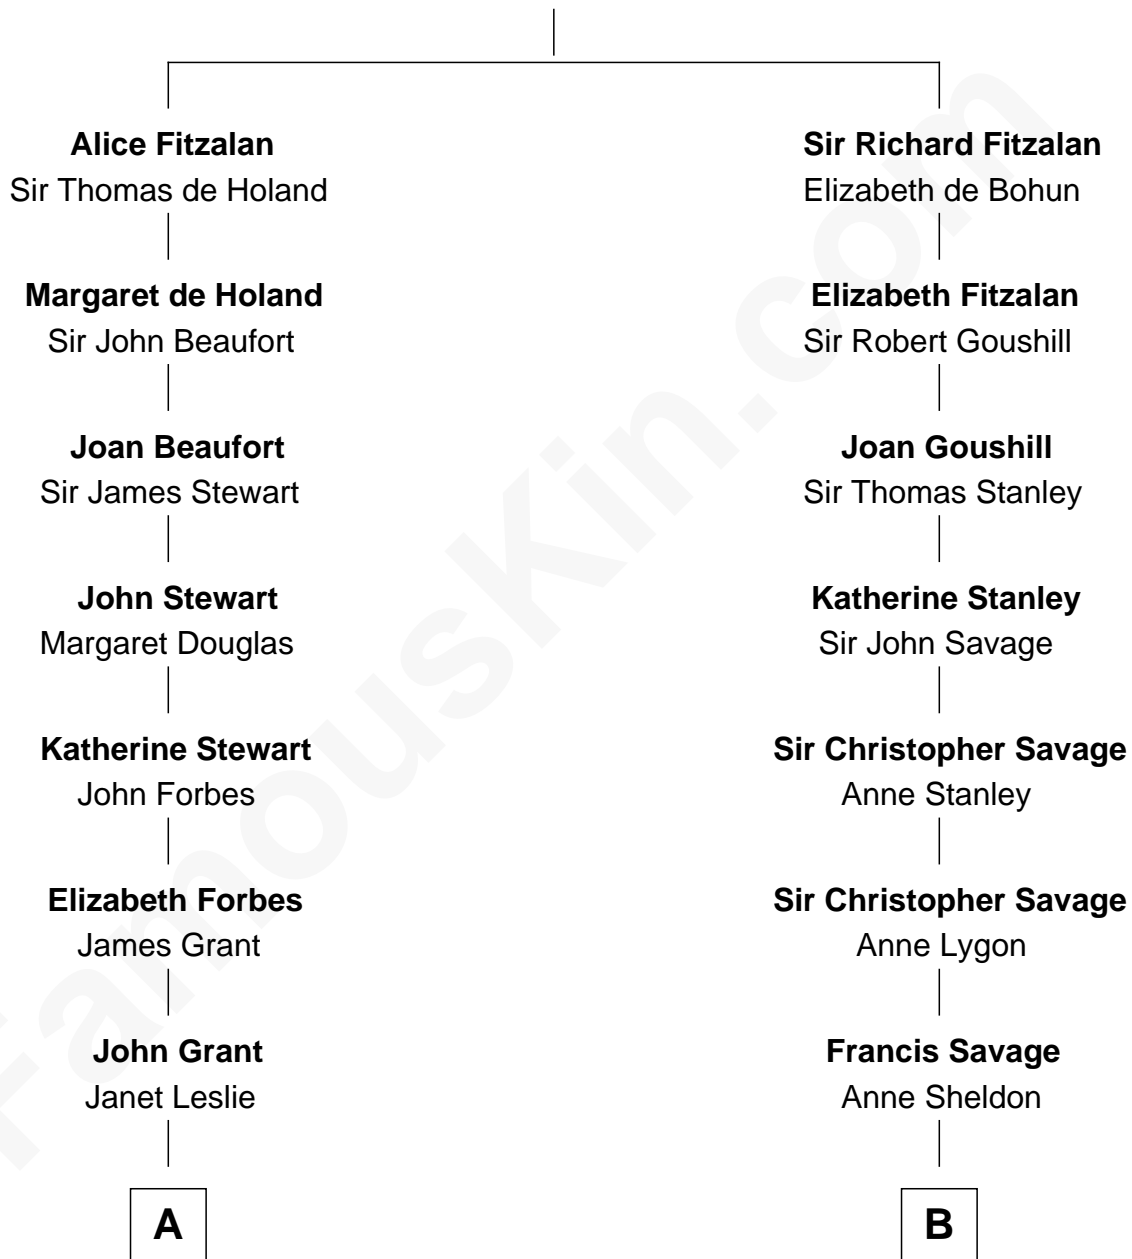 Alice Fitzalan
Sir Thomas de Holand
Margaret de Holand
Sir John Beaufort
Joan Beaufort
Sir James Stewart
John Stewart
Margaret Douglas
Katherine Stewart
John Forbes
Elizabeth Forbes
James Grant
John Grant
Janet Leslie
A
Sir Richard Fitzalan
Elizabeth de Bohun
Elizabeth Fitzalan
Sir Robert Goushill
Joan Goushill
Sir Thomas Stanley
Katherine Stanley
Sir John Savage
Sir Christopher Savage
Anne Stanley
Sir Christopher Savage
Anne Lygon
Francis Savage
Anne Sheldon
B
FamousKin.com